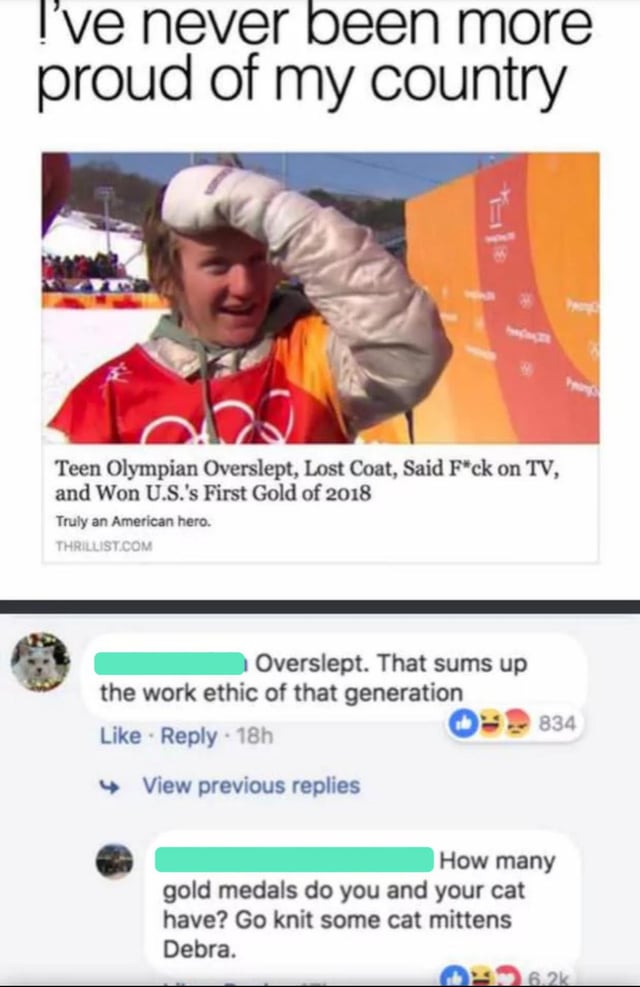 I've never been more
proud of my country
Teen Olympian Overslept, Lost Coat, Said F*ck on TV,
and Won U.S.'s First Gold of 2018
Truly an American hero.
THRILLIST.COM
Overslept. That sums up
the work ethic of that generation
834
Like · Reply · 18h
View previous replies
How many
gold medals do you and your cat
have? Go knit some cat mittens
Debra.
6.2k